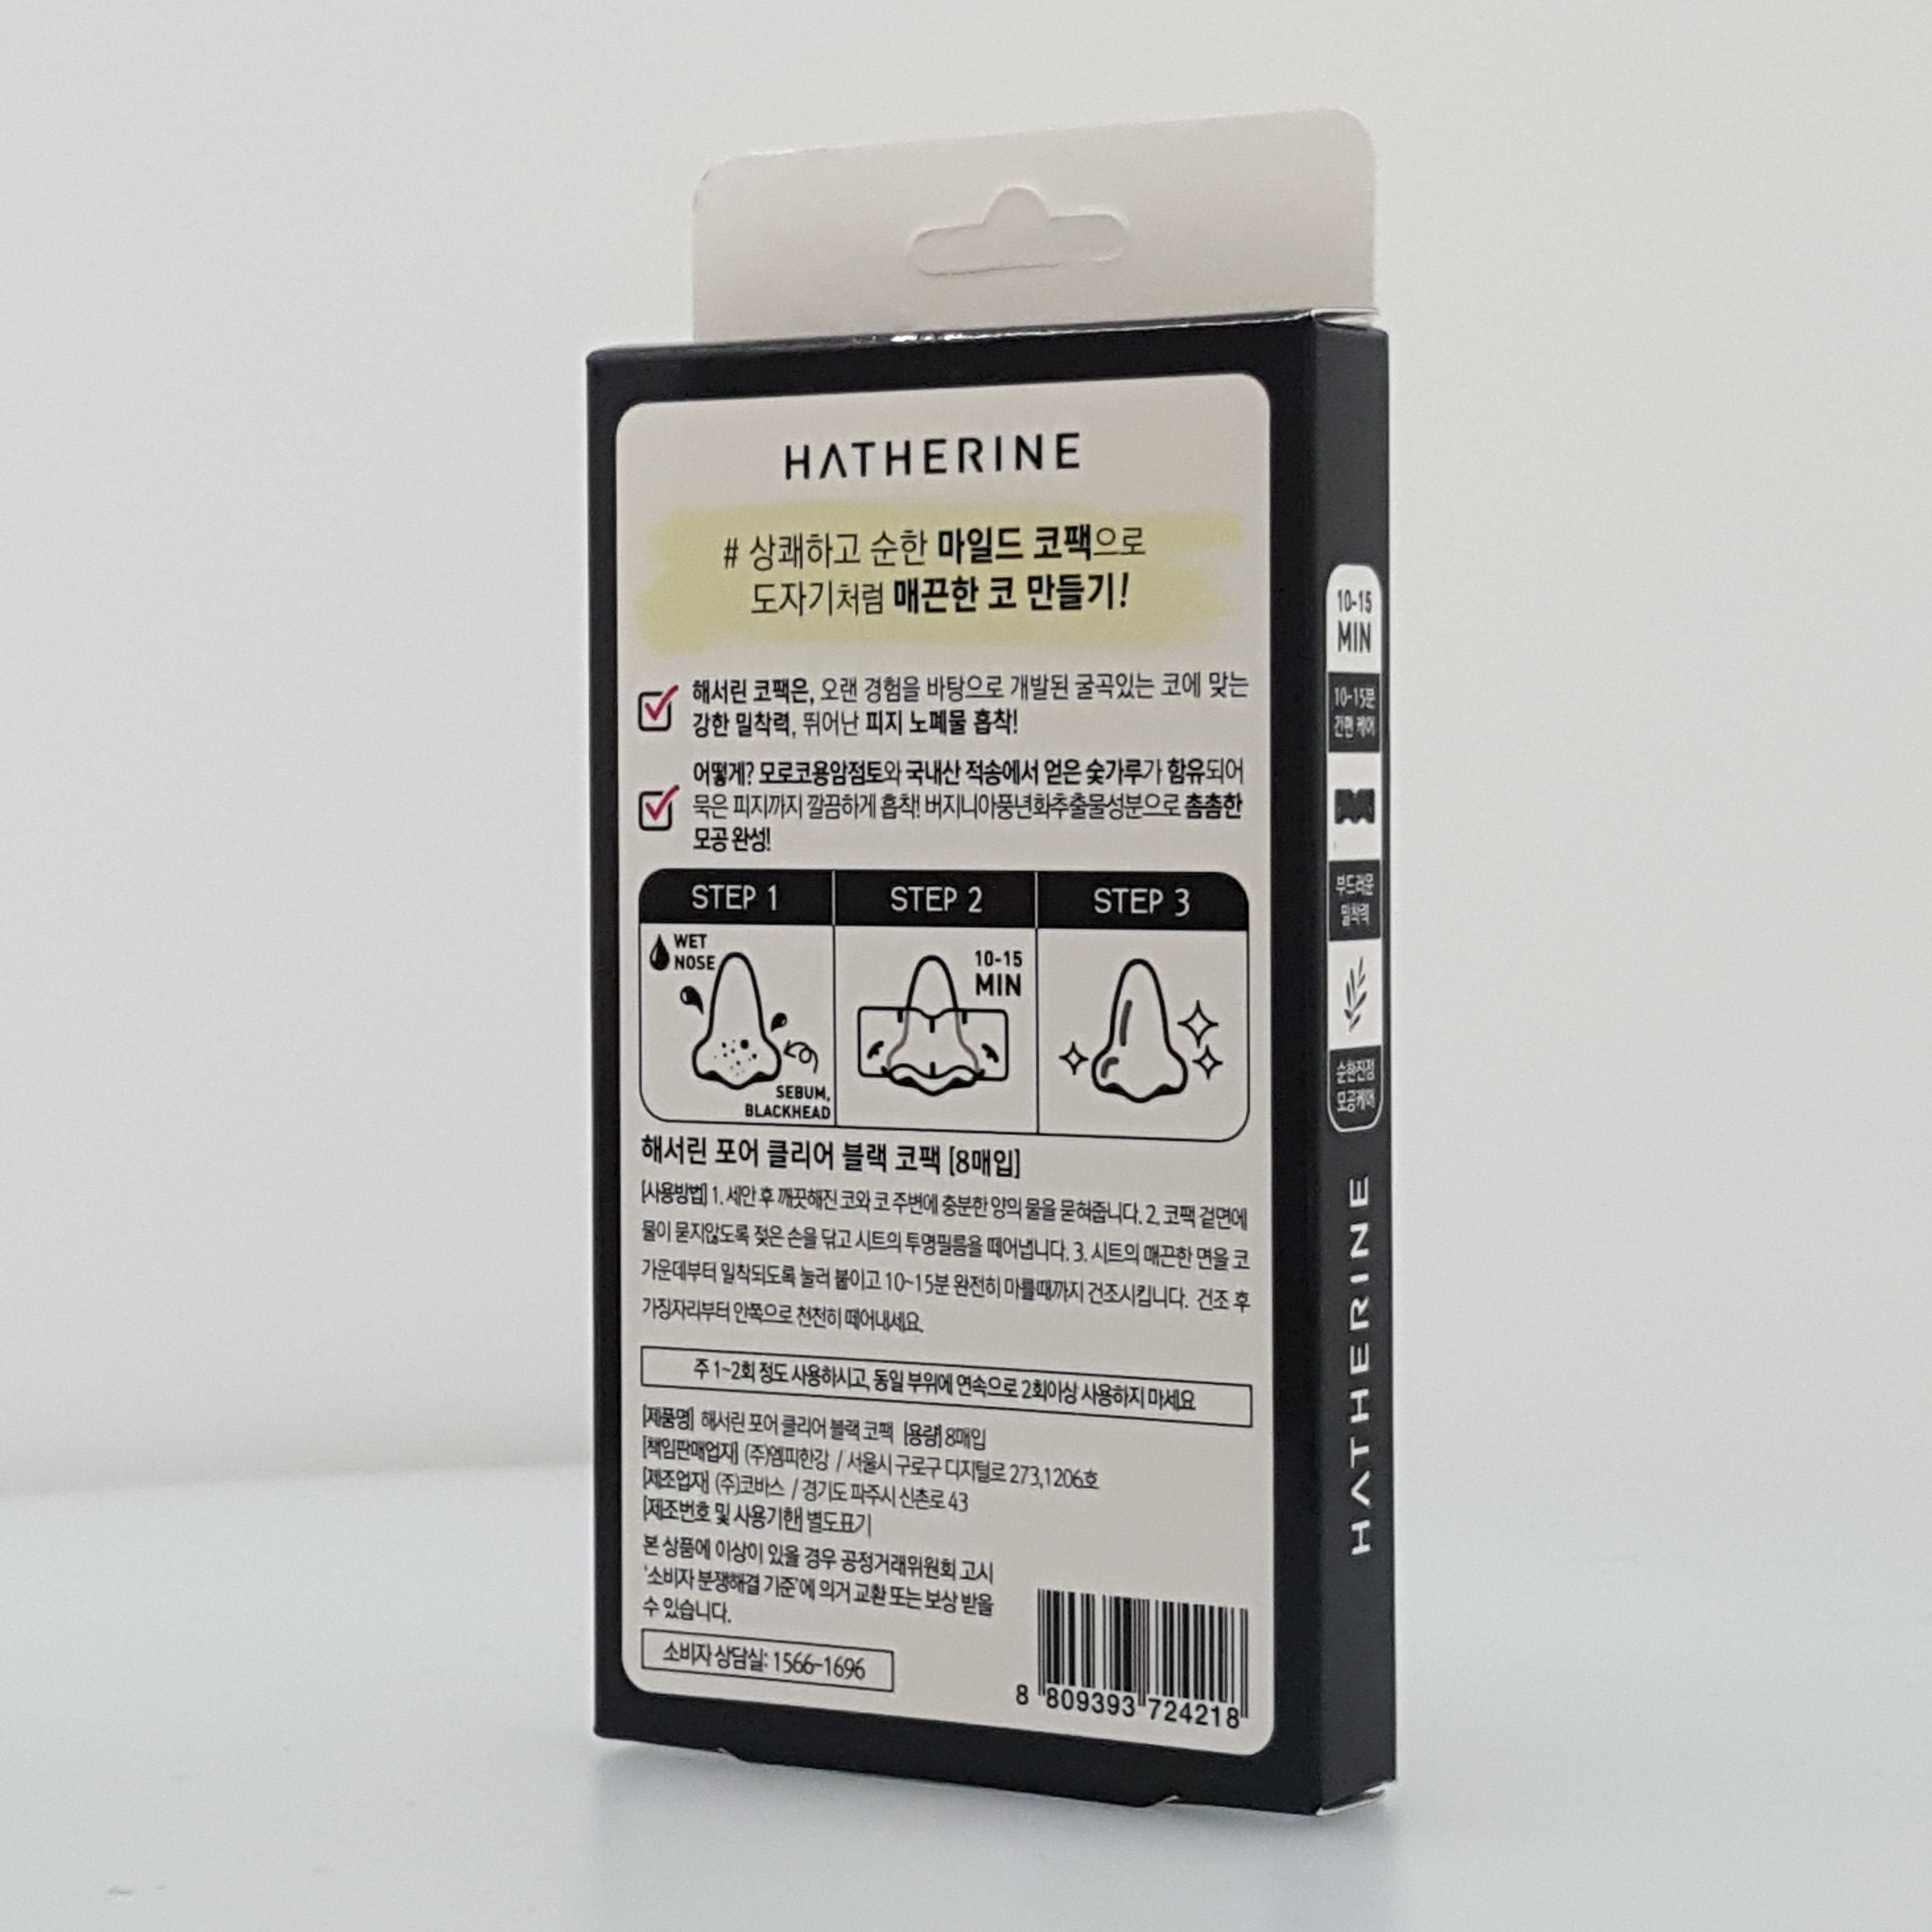 HATHERINE
# 상쾌하고 순한 마일드 코팩으로
도자기처럼 매끈한 코 만들기!
해서린 코팩은, 오랜 경험을 바탕으로 개발된 굴곡있는 코에 맞는
강한 밀착력, 뛰어난 피지 노폐물 흡착!
어떻게? 모로코용암점토와 국내산 적송에서 얻은 숯가루가 함유되어
묵은 피지까지 깔끔하게 흡착! 버지니아풍년화추출물성분으로 촘촘한
모공 완성!
STEP 1
STEP 2
STEP 3
WET
NOSE
SEBUM,
BLACKHEAD
10-15
MIN
해서린 포어 클리어 블랙 코팩 [8매입]
[사용방법] 1. 세안 후 깨끗해진 코와 코 주변에 충분한 양의 물을 묻혀줍니다. 2. 코팩 겉면에
물이 묻지않도록 젖은 손을 닦고 시트의 투명필름을 떼어냅니다. 3. 시트의 매끈한 면을 코
가운데부터 밀착되도록 눌러 붙이고 10~15분 완전히 마를때까지 건조시킵니다. 건조 후
가장자리부터 안쪽으로 천천히 떼어내세요.
주 1~2회 정도 사용하시고, 동일 부위에 연속으로 2회이상 사용하지 마세요
[제품명] 해서린 포어 클리어 블랙 코팩 [용량] 8매입
[책임판매업자] (주)엠피한강 / 서울시 구로구 디지털로 273,1206호
[제조업자] (주)코바스 / 경기도 파주시 신촌로 43
[제조번호 및 사용기한] 별도표기
본 상품에 이상이 있을 경우 공정거래위원회 고시
'소비자 분쟁해결 기준'에 의거 교환 또는 보상 받을
수 있습니다.
소비자 상담실: 1566-1696
8 809393 724218
10-15
MIN
10-15분
간편 케어
부드러운
밀착력
순한진정
모공케어
HATHERINE